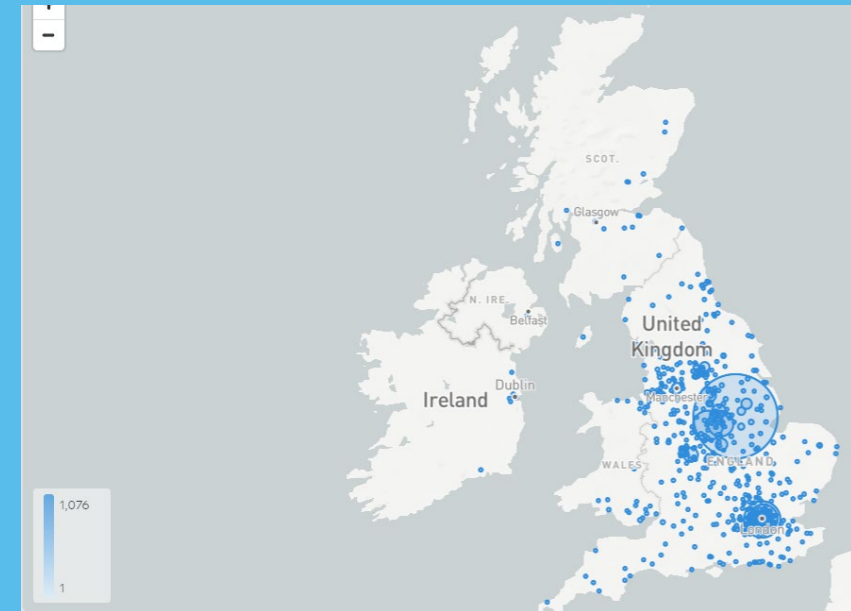 +
−
SCOT.
Glasgow
N. IRE.
Belfast
United
Kingdom
Dublin
Ireland
Manchester
WALES
ENGLAND
London
1,076
1